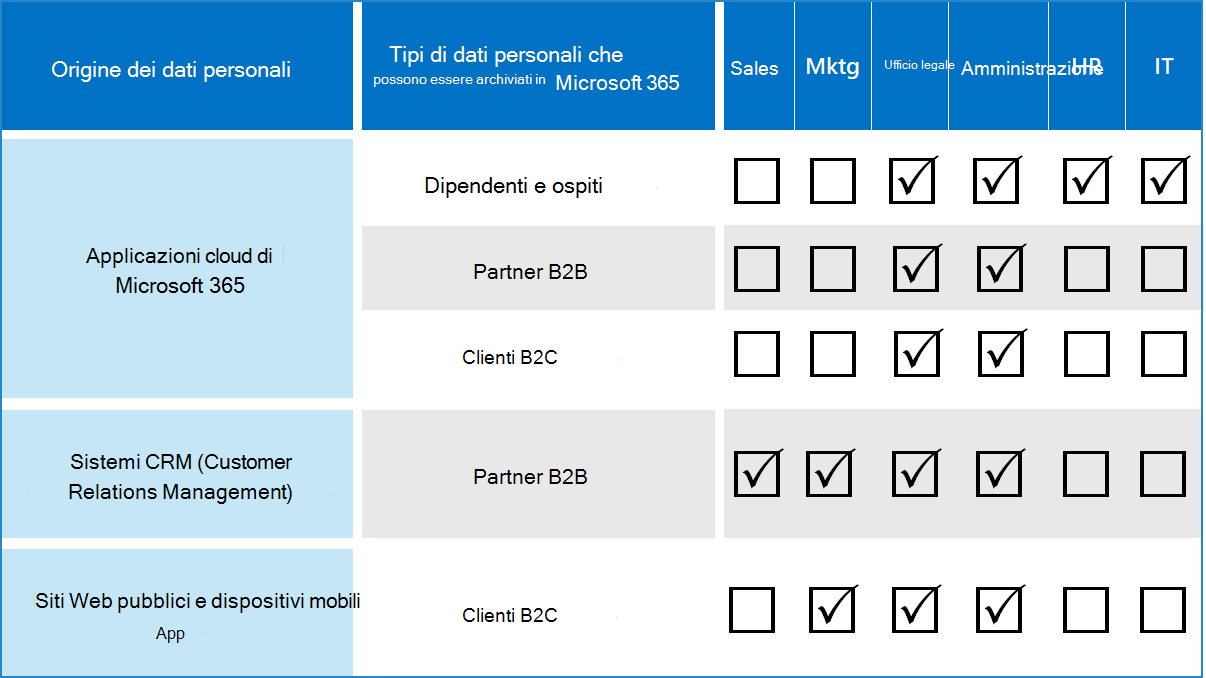 Origine dei dati personali
Tipi di dati personali che
possono essere archiviati in Microsoft 365
Sales
Mktg
Ufficio legale
Amministrazione
HR
IT
Applicazioni cloud di
Microsoft 365
Dipendenti e ospiti
Partner B2B
Clienti B2C
Sistemi CRM (Customer
Relations Management)
Partner B2B
Siti Web pubblici e dispositivi mobili
App
Clienti B2C